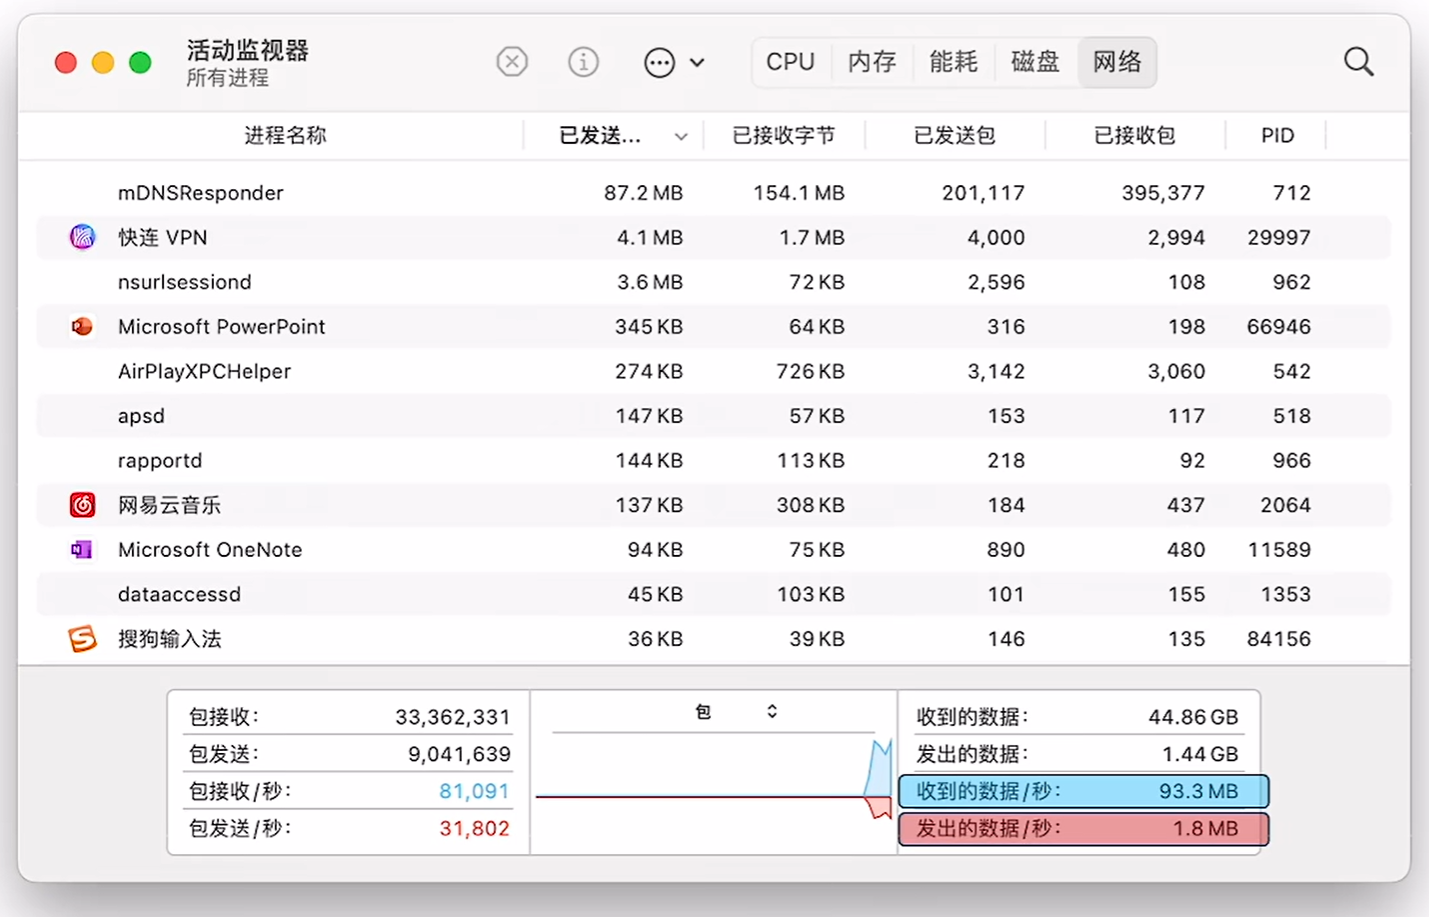 活动监视器
所有进程
CPU 内存 能耗 磁盘 网络
进程名称 已发送... 已接收字节 已发送包 已接收包 PID
mDNSResponder 87.2 MB 154.1 MB 201,117 395,377 712
快连 VPN 4.1 MB 1.7 MB 4,000 2,994 29997
nsurlsessiond 3.6 MB 72 KB 2,596 108 962
Microsoft PowerPoint 345 KB 64 KB 316 198 66946
AirPlayXPCHelper 274 KB 726 KB 3,142 3,060 542
apsd 147 KB 57 KB 153 117 518
rapportd 144 KB 113 KB 218 92 966
网易云音乐 137 KB 308 KB 184 437 2064
Microsoft OneNote 94 KB 75 KB 890 480 11589
dataaccessd 45 KB 103 KB 101 155 1353
搜狗输入法 36 KB 39 KB 146 135 84156
包接收: 33,362,331
包发送: 9,041,639
包接收/秒: 81,091
包发送/秒: 31,802
包
收到的数据: 44.86 GB
发出的数据: 1.44 GB
收到的数据/秒: 93.3 MB
发出的数据/秒: 1.8 MB